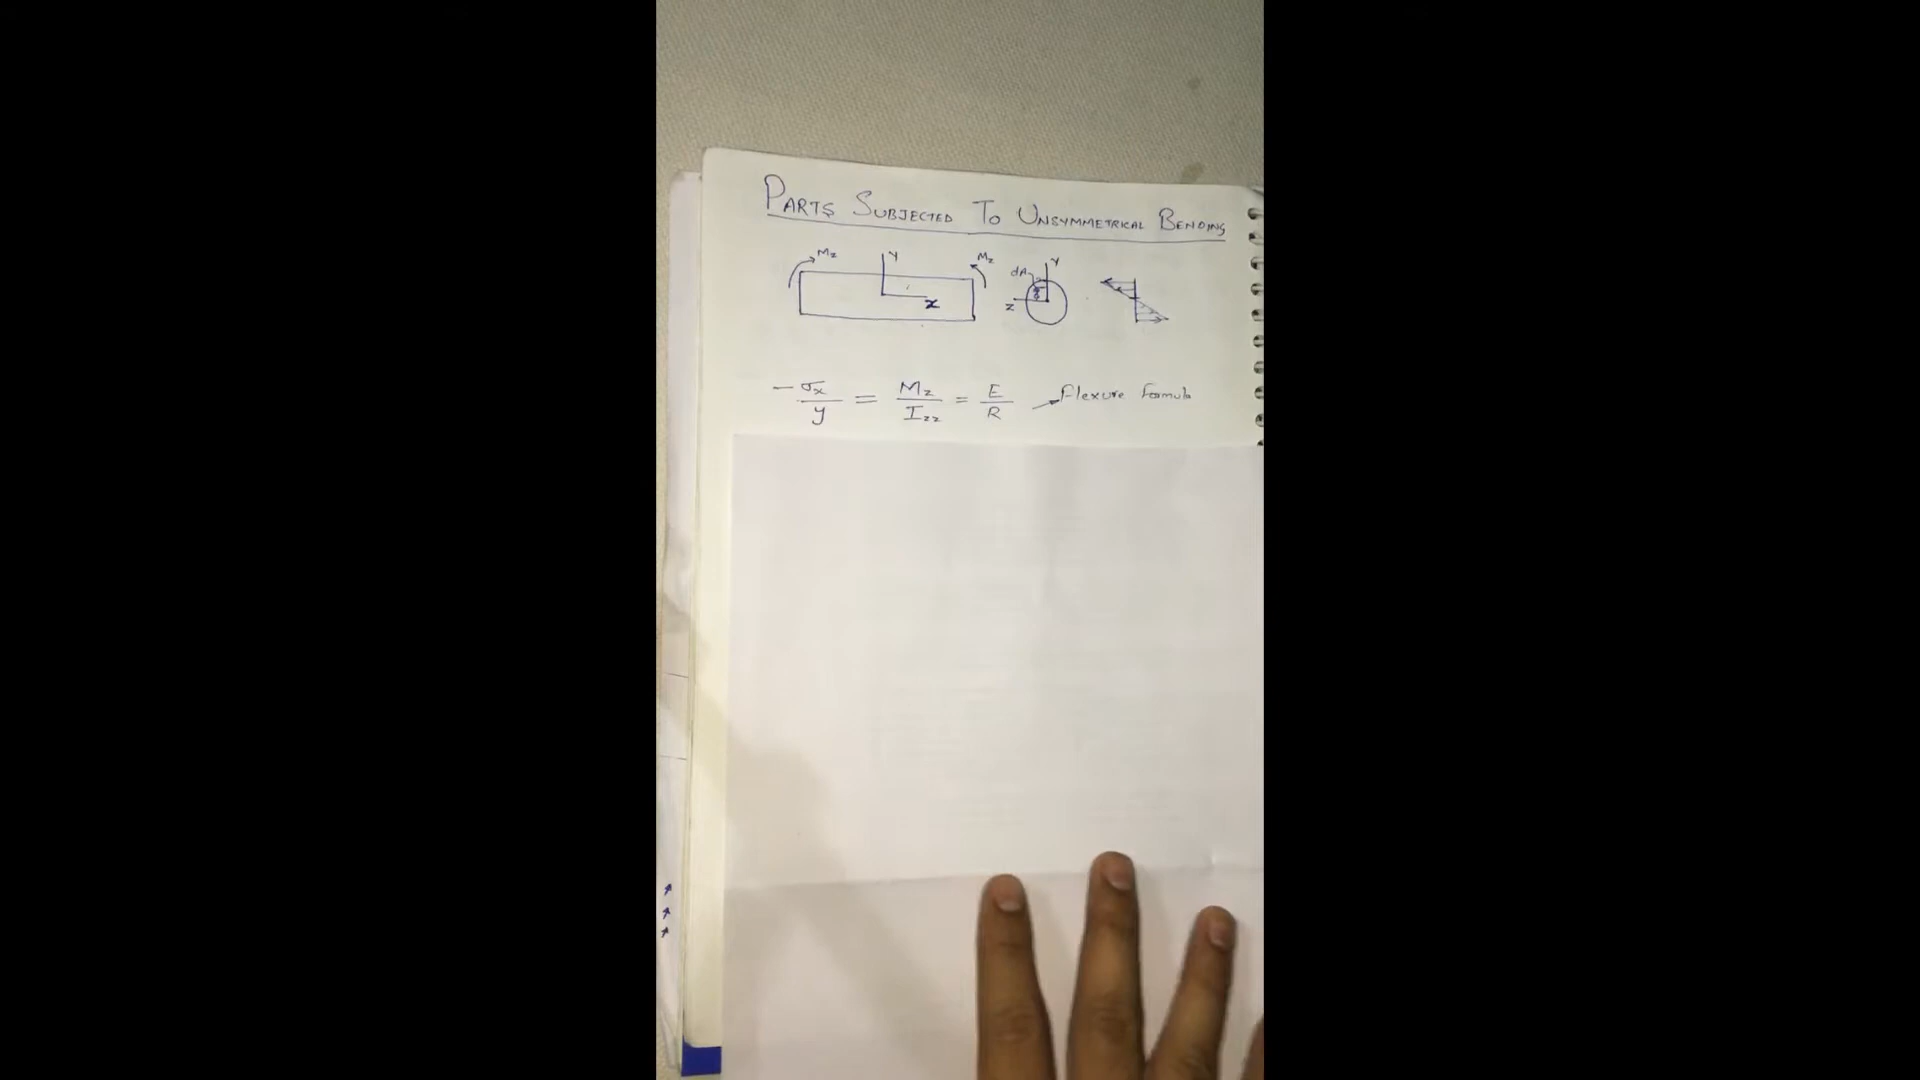 PARTS SUBJECTED TO UNSYMMETRICAL BENDING
Mz Y Mz dA Y
x z
-σx/y = Mz/Izz = E/R → flexure formula